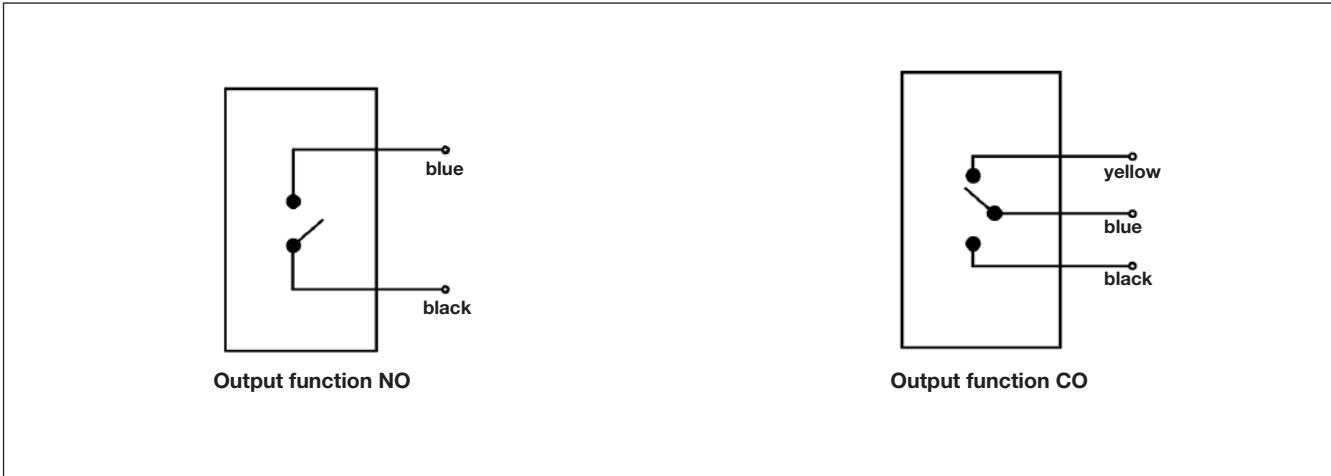 blue
black
Output function NO
yellow
blue
black
Output function CO